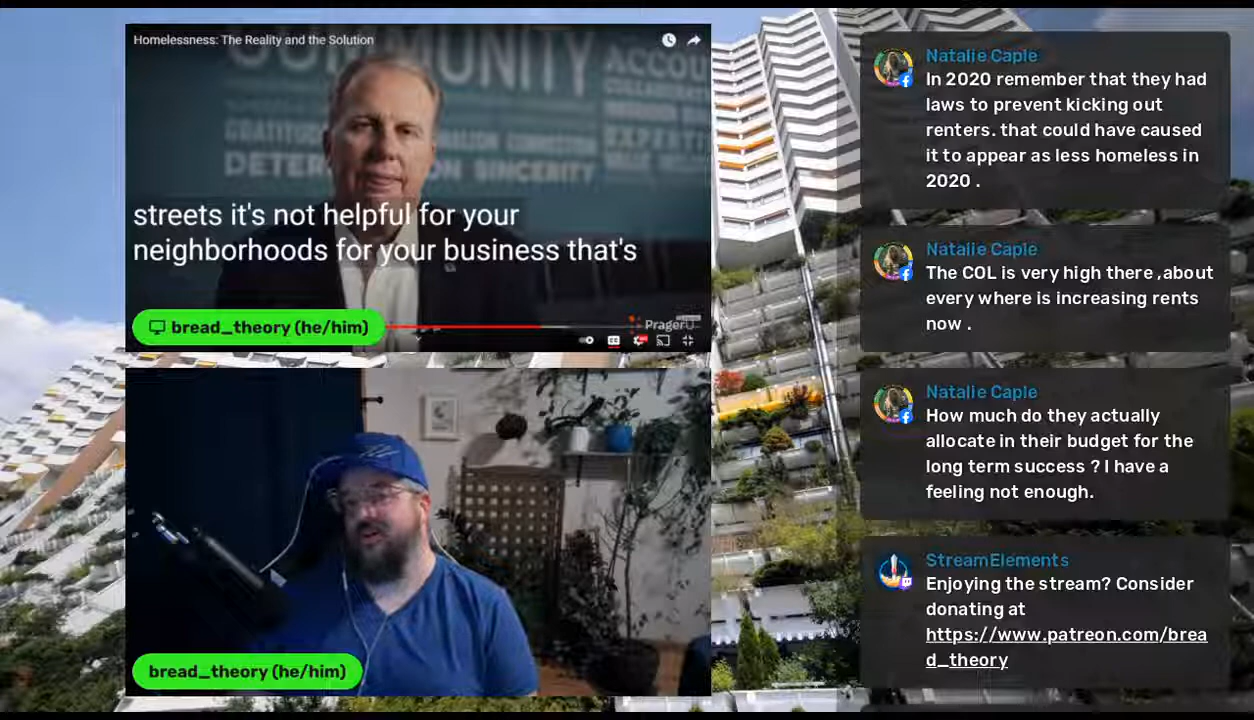 Homelessness: The Reality and the Solution
COMMUNITY
GRATITUDE
DETERMINATION SINCERITY
streets it's not helpful for your
neighborhoods for your business that's
bread_theory (he/him)
PragerU
bread_theory (he/him)
Natalie Caple
In 2020 remember that they had
laws to prevent kicking out
renters. that could have caused
it to appear as less homeless in
2020 .
Natalie Caple
The COL is very high there ,about
every where is increasing rents
now .
Natalie Caple
How much do they actually
allocate in their budget for the
long term success ? I have a
feeling not enough.
StreamElements
Enjoying the stream? Consider
donating at
https://www.patreon.com/brea
d_theory